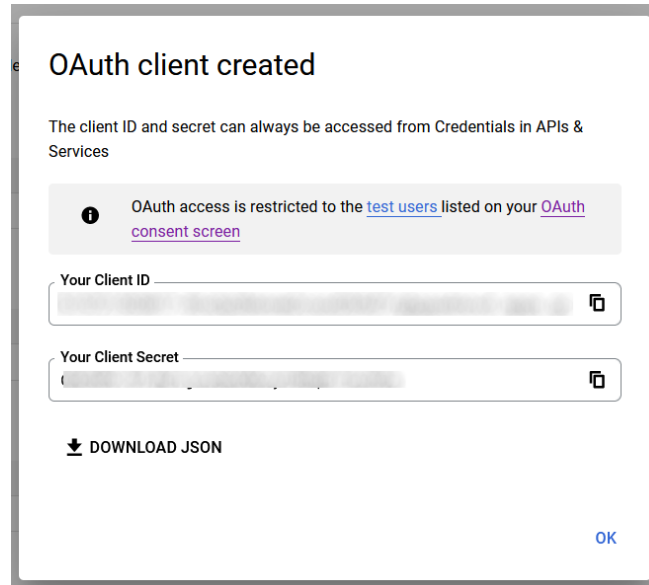 OAuth client created
The client ID and secret can always be accessed from Credentials in APIs &
Services
OAuth access is restricted to the test users listed on your OAuth
consent screen
Your Client ID
Your Client Secret
DOWNLOAD JSON
OK